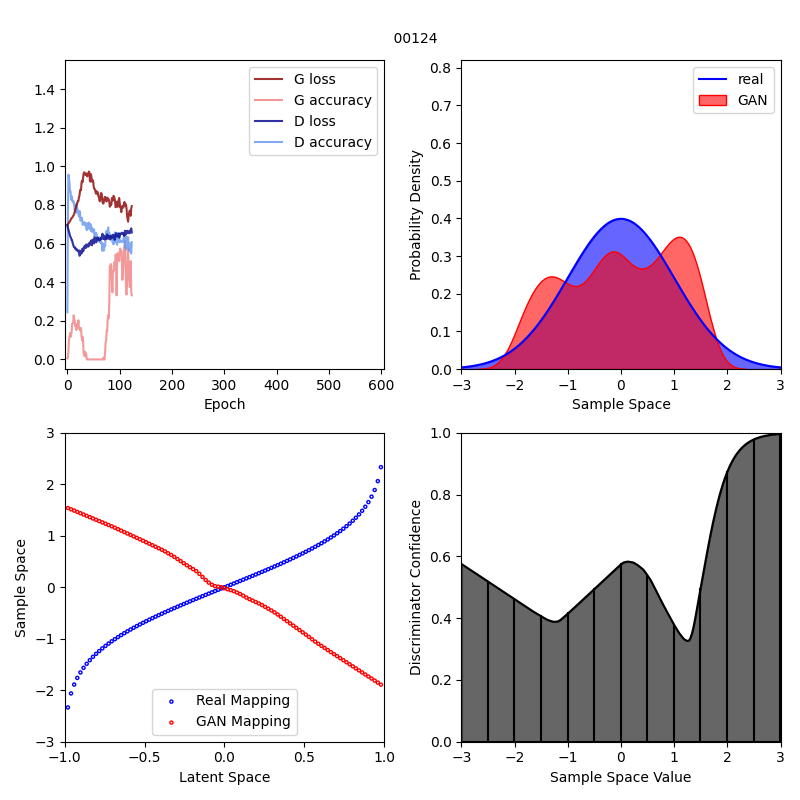 00124
G loss
G accuracy
D loss
D accuracy
1.4
1.2
1.0
0.8
0.6
0.4
0.2
0.0
0 100 200 300 400 500 600
Epoch
real
GAN
Probability Density
0.8
0.7
0.6
0.5
0.4
0.3
0.2
0.1
0.0
−3 −2 −1 0 1 2 3
Sample Space
Sample Space
3
2
1
0
−1
−2
−3
Real Mapping
GAN Mapping
−1.0 −0.5 0.0 0.5 1.0
Latent Space
Discriminator Confidence
1.0
0.8
0.6
0.4
0.2
0.0
−3 −2 −1 0 1 2 3
Sample Space Value